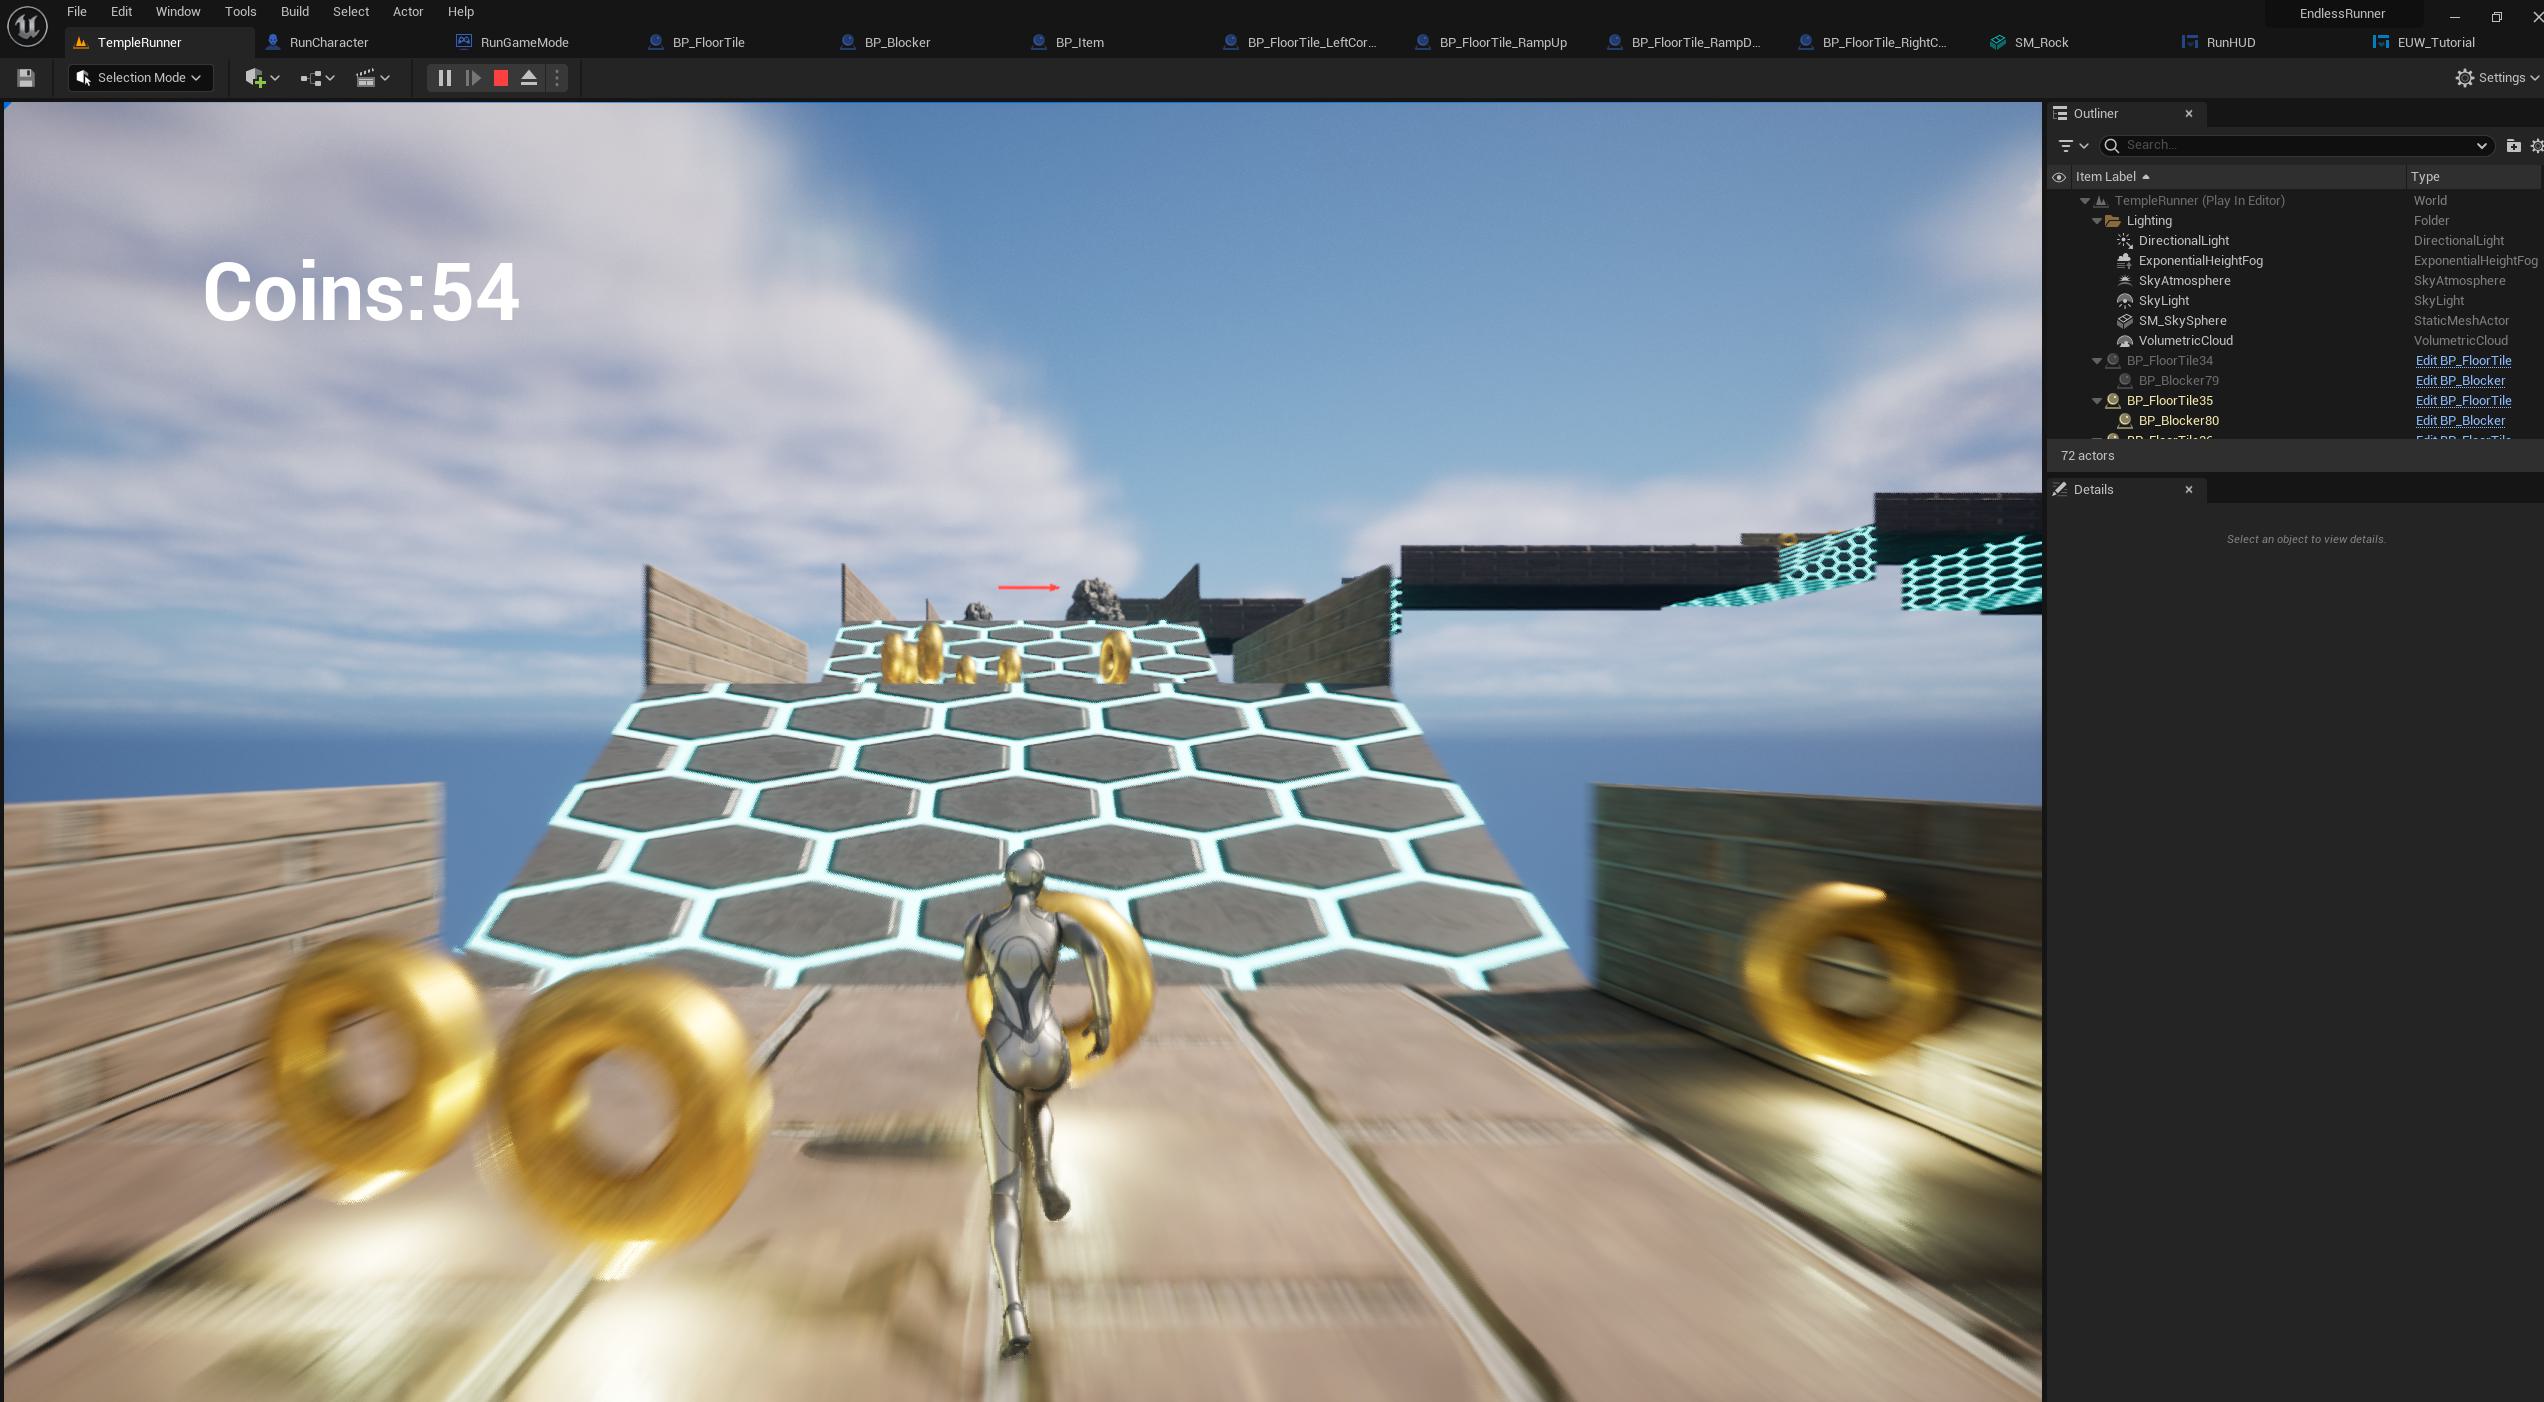 File Edit Window Tools Build Select Actor Help
EndlessRunner
TempleRunner RunCharacter RunGameMode BP_FloorTile BP_Blocker BP_Item BP_FloorTile_LeftCor... BP_FloorTile_RampUp BP_FloorTile_RampD... BP_FloorTile_RightC... SM_Rock RunHUD EUW_Tutorial
Selection Mode
Settings
Coins:54
Outliner
Search...
Item Label Type
TempleRunner (Play In Editor) World
Lighting Folder
DirectionalLight DirectionalLight
ExponentialHeightFog ExponentialHeightFog
SkyAtmosphere SkyAtmosphere
SkyLight SkyLight
SM_SkySphere StaticMeshActor
VolumetricCloud VolumetricCloud
BP_FloorTile34 Edit BP_FloorTile
BP_Blocker79 Edit BP_Blocker
BP_FloorTile35 Edit BP_FloorTile
BP_Blocker80 Edit BP_Blocker
72 actors
Details
Select an object to view details.